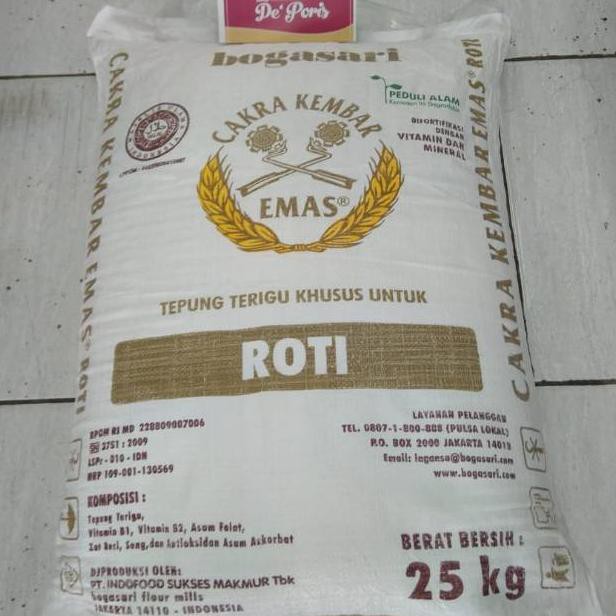 De' Poris
bogasari
CAKRA KEMBAR
EMAS®
HALAL
PEDULI ALAM
DIFORTIFIKASI
DENGAN
VITAMIN DAN
MINERAL
CAKRA KEMBAR EMAS® ROTI
CAKRA KEMBAR EMAS® ROTI
TEPUNG TERIGU KHUSUS UNTUK
ROTI
BPOM RI MD 228809007006
3751 : 2009
LSPr - 010 - IDN
NRP 109-001-130569
LAYANAN PELANGGAN
TEL. 0807-1-800-888 (PULSA LOKAL)
P.O. BOX 2000 JAKARTA 14018
Email: lagansa@bogasari.com
www.bogasari.com
KOMPOSISI :
Tepung Terigu,
Vitamin B1, Vitamin B2, Asam Folat,
Zat Besi, Seng, dan Antioksidan Asam Askorbat
DIPRODUKSI OLEH:
PT. INDOFOOD SUKSES MAKMUR Tbk
bogasari flour mills
JAKARTA 14110 - INDONESIA
BERAT BERSIH :
25 kg